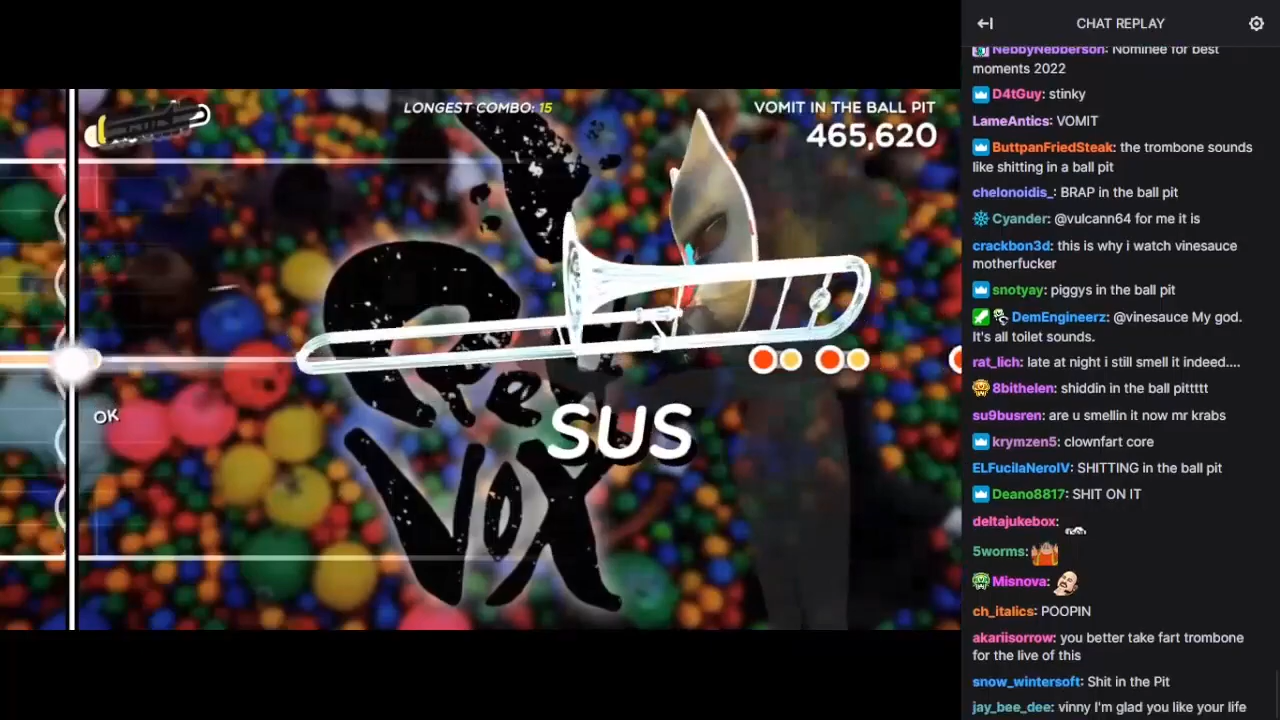 LONGEST COMBO: 15
VOMIT IN THE BALL PIT
465,620
OK
Rev
VOX
SUS
CHAT REPLAY
NebbyNebberson: Nominee for best
moments 2022
D4tGuy: stinky
LameAntics: VOMIT
ButtpanFriedSteak: the trombone sounds
like shitting in a ball pit
chelonoidis_: BRAP in the ball pit
Cyander: @vulcann64 for me it is
crackbon3d: this is why i watch vinesauce
motherfucker
snotyay: piggys in the ball pit
DemEngineerz: @vinesauce My god.
It's all toilet sounds.
rat_lich: late at night i still smell it indeed....
8bithelen: shiddin in the ball pitttt
su9busren: are u smellin it now mr krabs
krymzen5: clownfart core
ELFucilaNeroIV: SHITTING in the ball pit
Deano8817: SHIT ON IT
deltajukebox:
5worms:
Misnova:
ch_italics: POOPIN
akariisorrow: you better take fart trombone
for the live of this
snow_wintersoft: Shit in the Pit
jay_bee_dee: vinny I'm glad you like your life